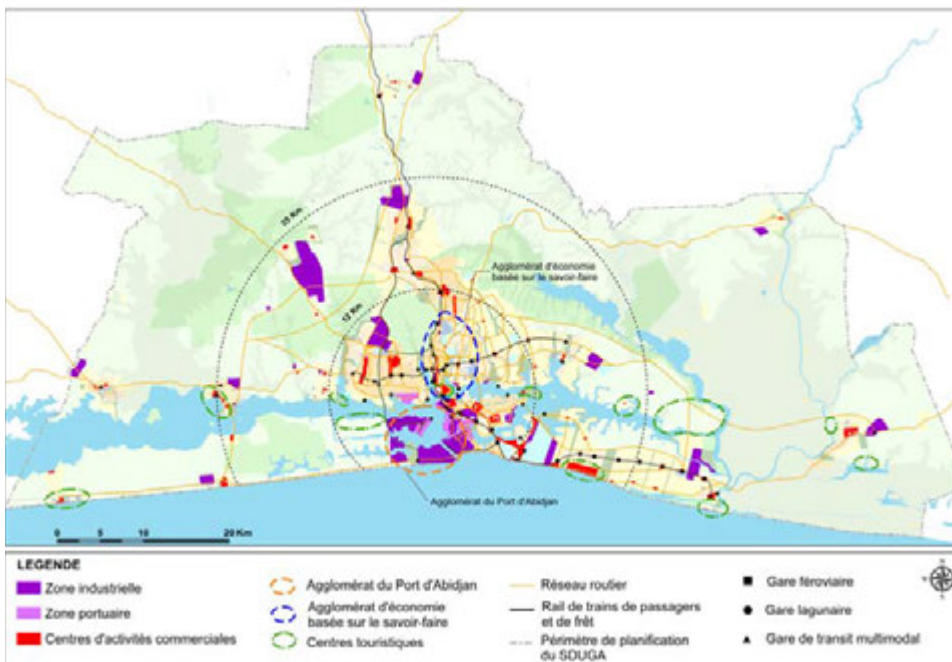 25 Km
Agglomérat d'économie
basée sur le savoir-faire
12 Km
Agglomérat du Port d'Abidjan
0 5 10 20 Km
LEGENDE
Zone industrielle
Zone portuaire
Centres d'activités commerciales
Agglomérat du Port d'Abidjan
Agglomérat d'économie
basée sur le savoir-faire
Centres touristiques
Réseau routier
Rail de trains de passagers
et de frêt
Périmètre de planification
du SDUGA
Gare féroviaire
Gare lagunaire
Gare de transit multimodal